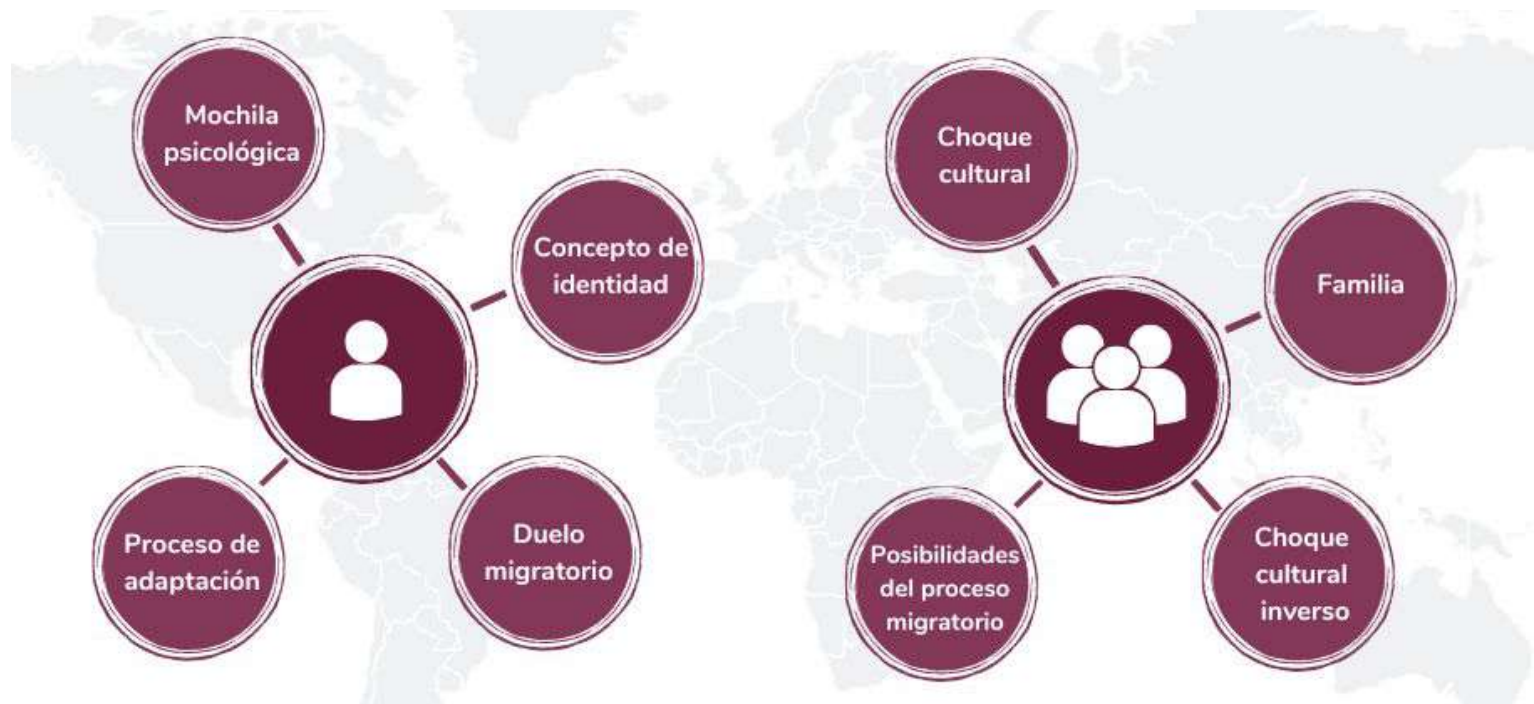 Mochila
psicológica
Concepto de
identidad
Proceso de
adaptación
Duelo
migratorio
Choque
cultural
Familia
Posibilidades
del proceso
migratorio
Choque
cultural
inverso